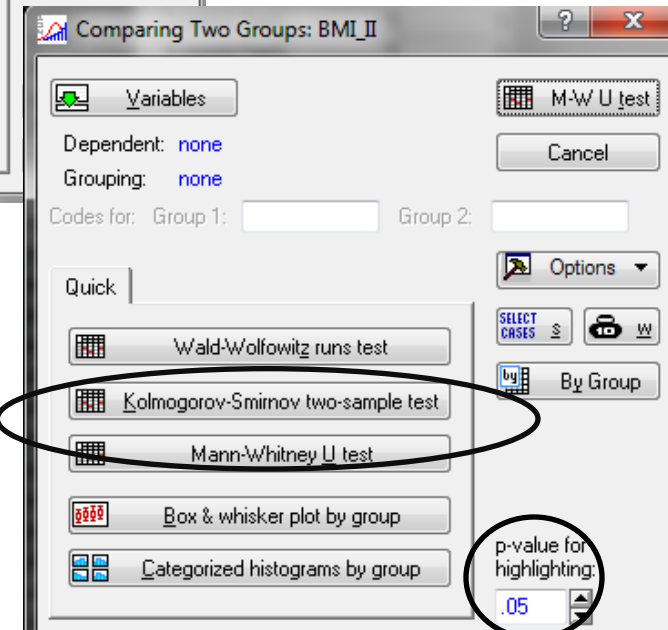 Comparing Two Groups: BMI_II
? X
Variables
M-W U test
Dependent: none
Cancel
Grouping: none
Codes for: Group 1: Group 2:
Options
Quick
SELECT CASES S
W
Wald-Wolfowitz runs test
By Group
Kolmogorov-Smirnov two-sample test
Mann-Whitney U test
Box & whisker plot by group
Categorized histograms by group
p-value for
highlighting:
.05